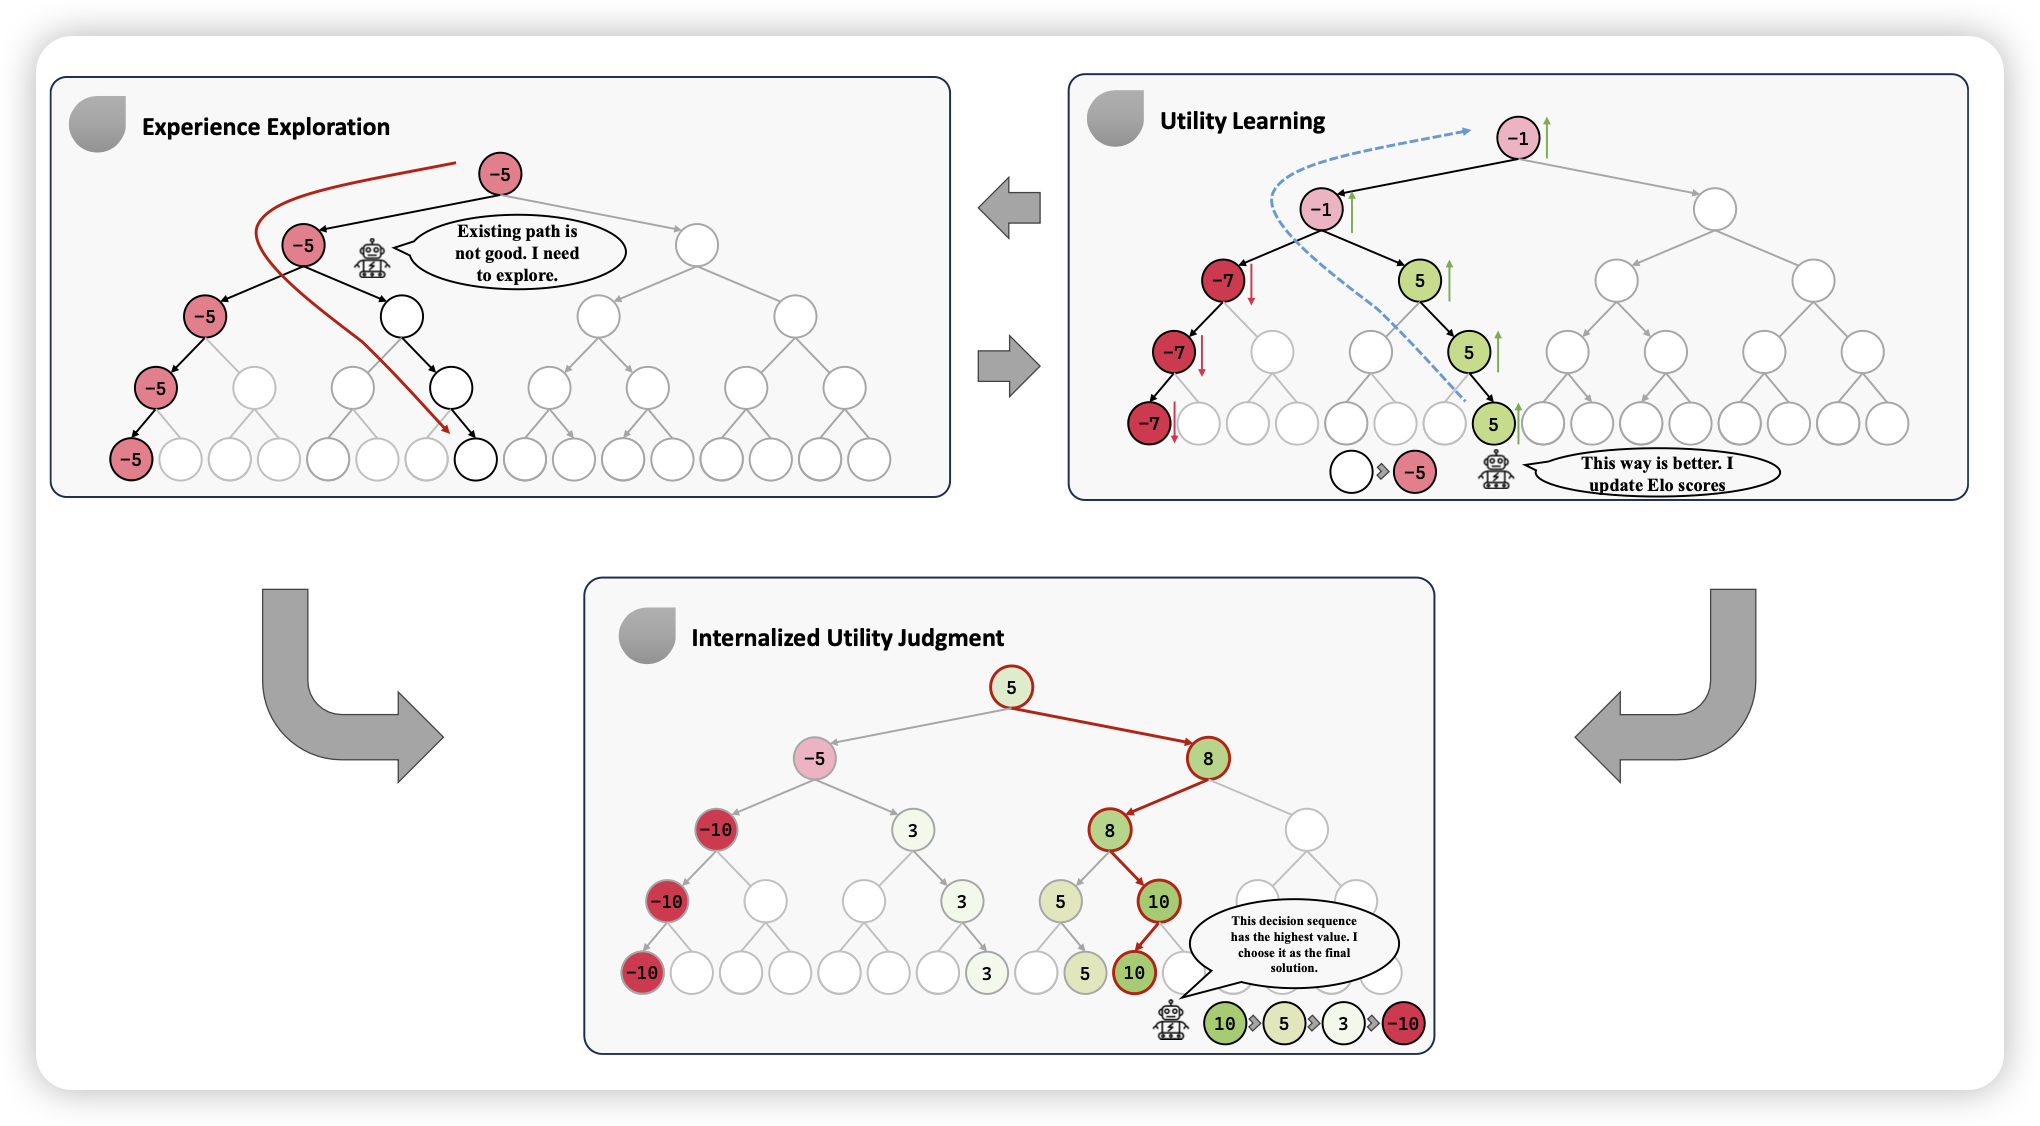 Experience Exploration
-5
-5
Existing path is
not good. I need
to explore.
-5
-5
-5
Utility Learning
-1
-1
-7
5
-7
5
-7
5
-5
This way is better. I
update Elo scores
Internalized Utility Judgment
5
-5
8
-10
3
8
-10
3
5
10
This decision sequence
has the highest value. I
choose it as the final
solution.
-10
3
5
10
10
5
3
-10